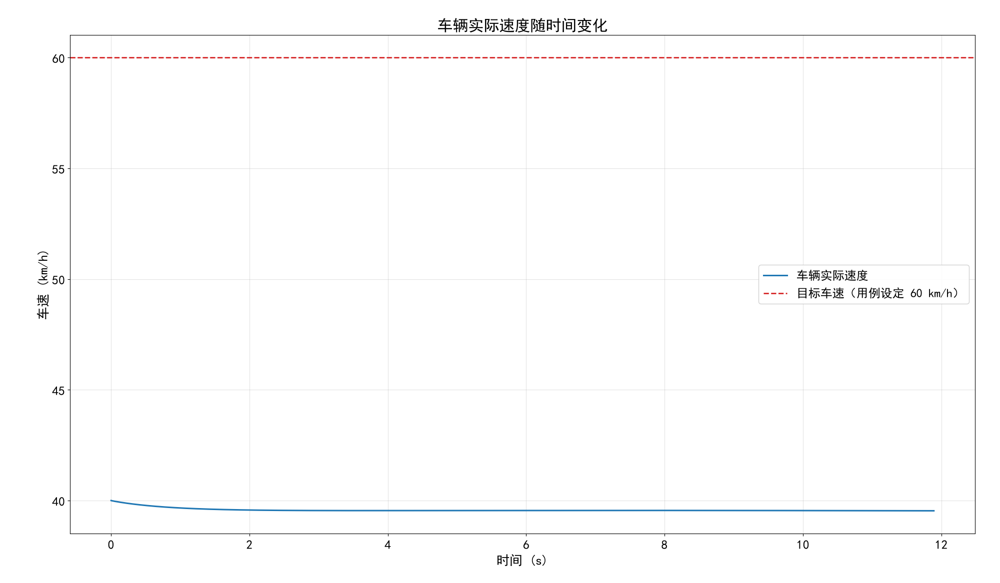 车辆实际速度随时间变化
60
55
50
45
40
车速 (km/h)
车辆实际速度
目标车速（用例设定 60 km/h）
0 2 4 6 8 10 12
时间 (s)